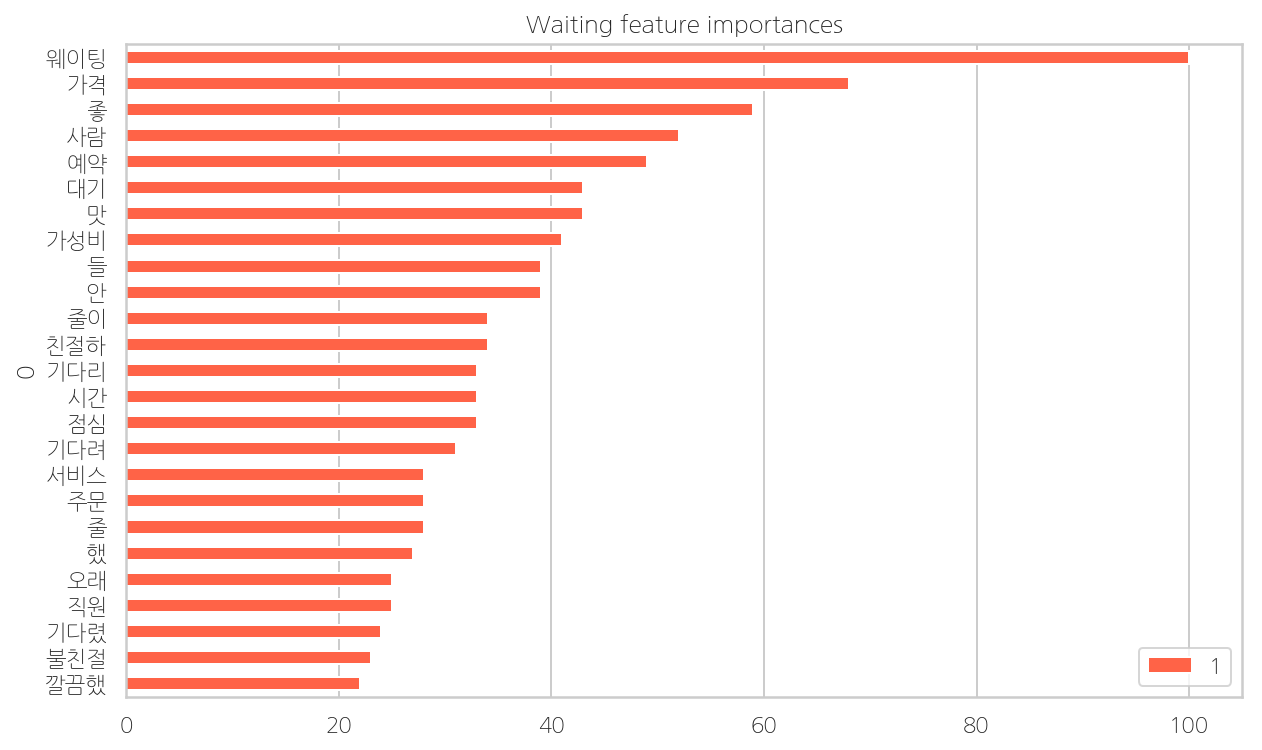 Waiting feature importances
웨이팅
가격
좋
사람
예약
대기
맛
가성비
들
안
줄이
친절하
기다리
시간
점심
기다려
서비스
주문
줄
했
오래
직원
기다렸
불친절
깔끔했
0
1
0 20 40 60 80 100